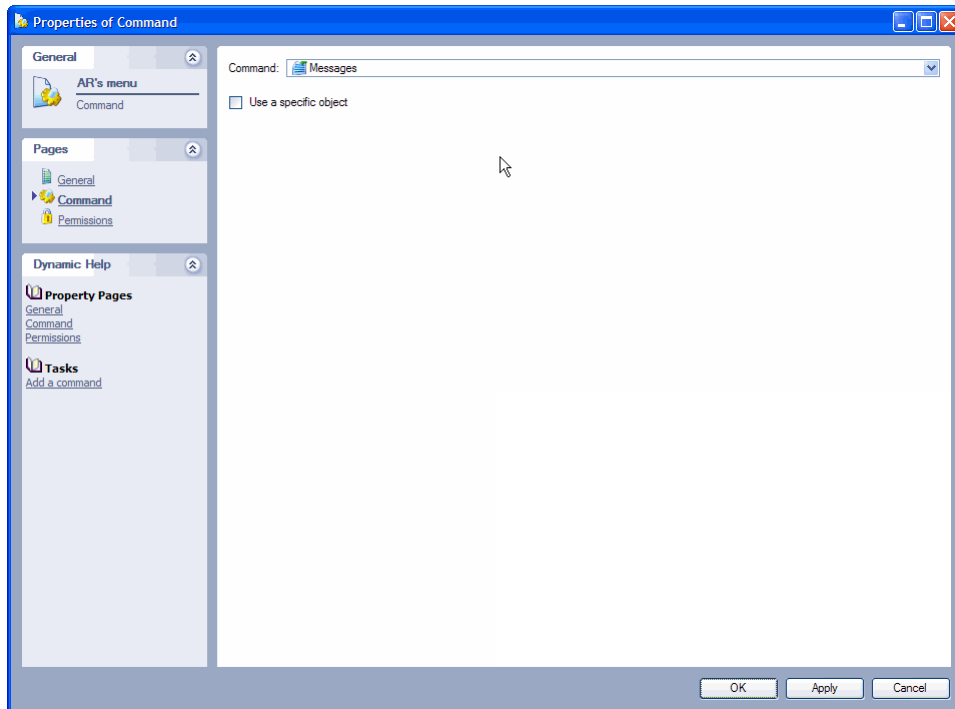 Properties of Command
General
AR's menu
Command
Pages
General
Command
Permissions
Dynamic Help
Property Pages
General
Command
Permissions
Tasks
Add a command
Command: Messages
Use a specific object
OK Apply Cancel